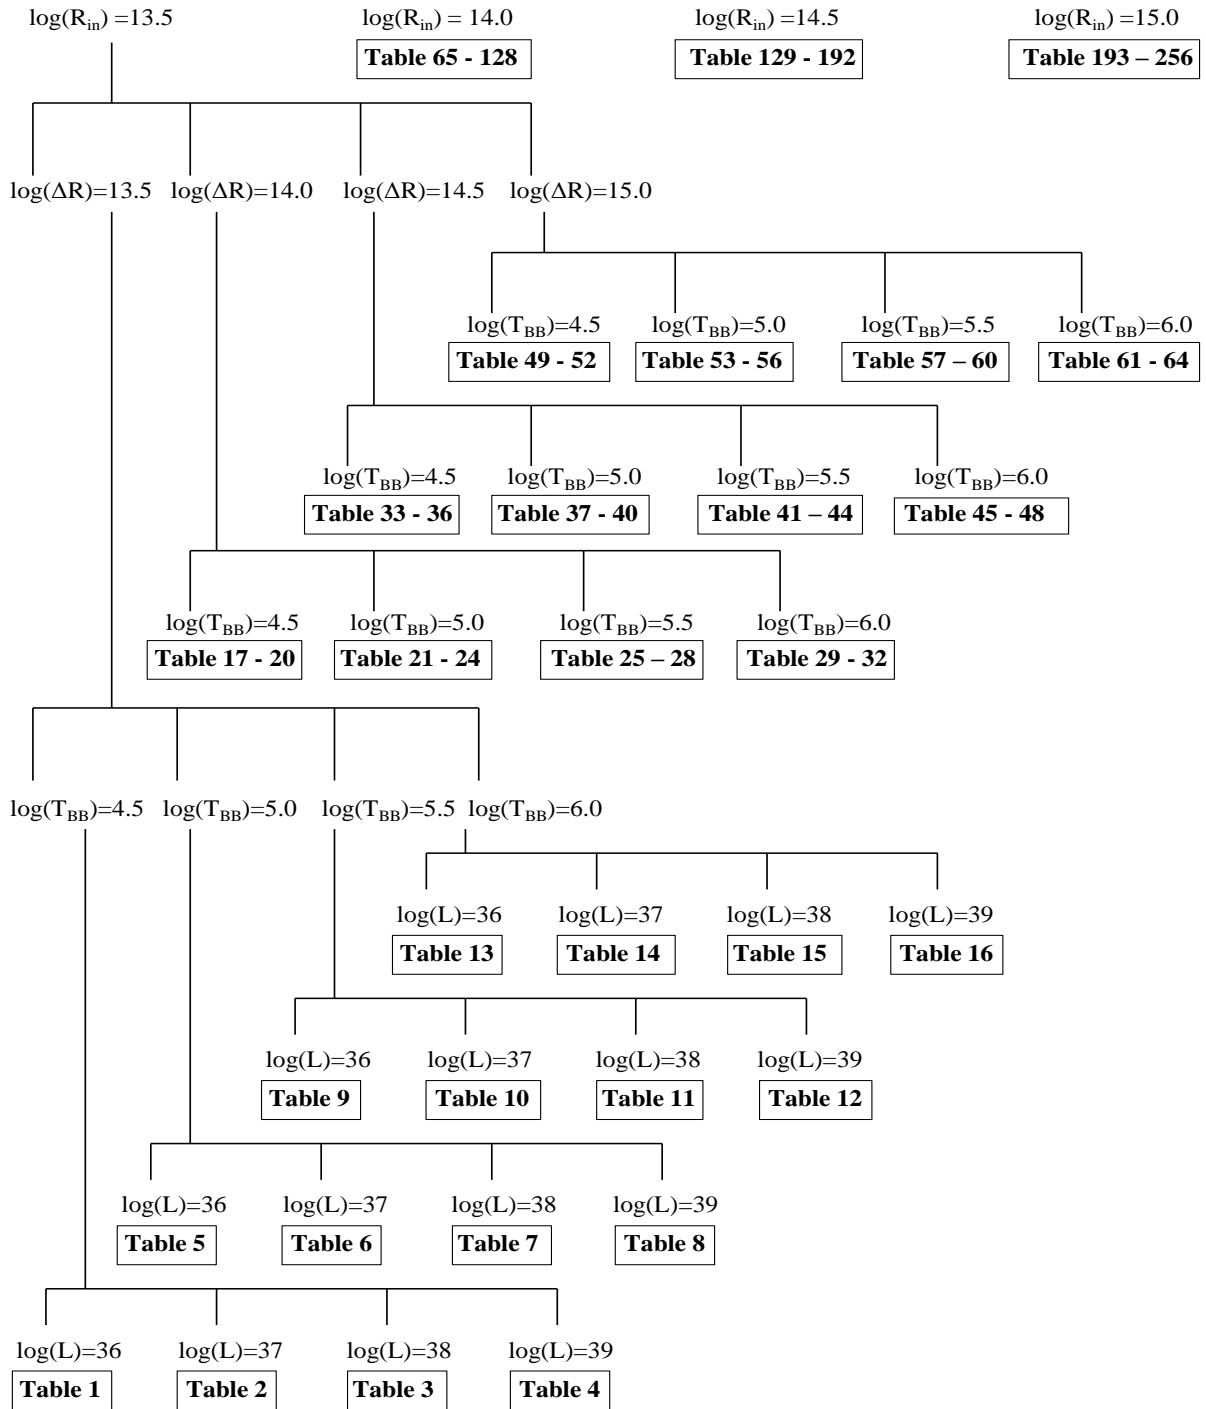 log(R_in) =13.5 log(R_in) = 14.0 log(R_in) =14.5 log(R_in) =15.0
Table 65 - 128 Table 129 - 192 Table 193 – 256
log(ΔR)=13.5 log(ΔR)=14.0 log(ΔR)=14.5 log(ΔR)=15.0
log(T_BB)=4.5 log(T_BB)=5.0 log(T_BB)=5.5 log(T_BB)=6.0
Table 49 - 52 Table 53 - 56 Table 57 – 60 Table 61 - 64
log(T_BB)=4.5 log(T_BB)=5.0 log(T_BB)=5.5 log(T_BB)=6.0
Table 33 - 36 Table 37 - 40 Table 41 – 44 Table 45 - 48
log(T_BB)=4.5 log(T_BB)=5.0 log(T_BB)=5.5 log(T_BB)=6.0
Table 17 - 20 Table 21 - 24 Table 25 – 28 Table 29 - 32
log(T_BB)=4.5 log(T_BB)=5.0 log(T_BB)=5.5 log(T_BB)=6.0
log(L)=36 log(L)=37 log(L)=38 log(L)=39
Table 13 Table 14 Table 15 Table 16
log(L)=36 log(L)=37 log(L)=38 log(L)=39
Table 9 Table 10 Table 11 Table 12
log(L)=36 log(L)=37 log(L)=38 log(L)=39
Table 5 Table 6 Table 7 Table 8
log(L)=36 log(L)=37 log(L)=38 log(L)=39
Table 1 Table 2 Table 3 Table 4